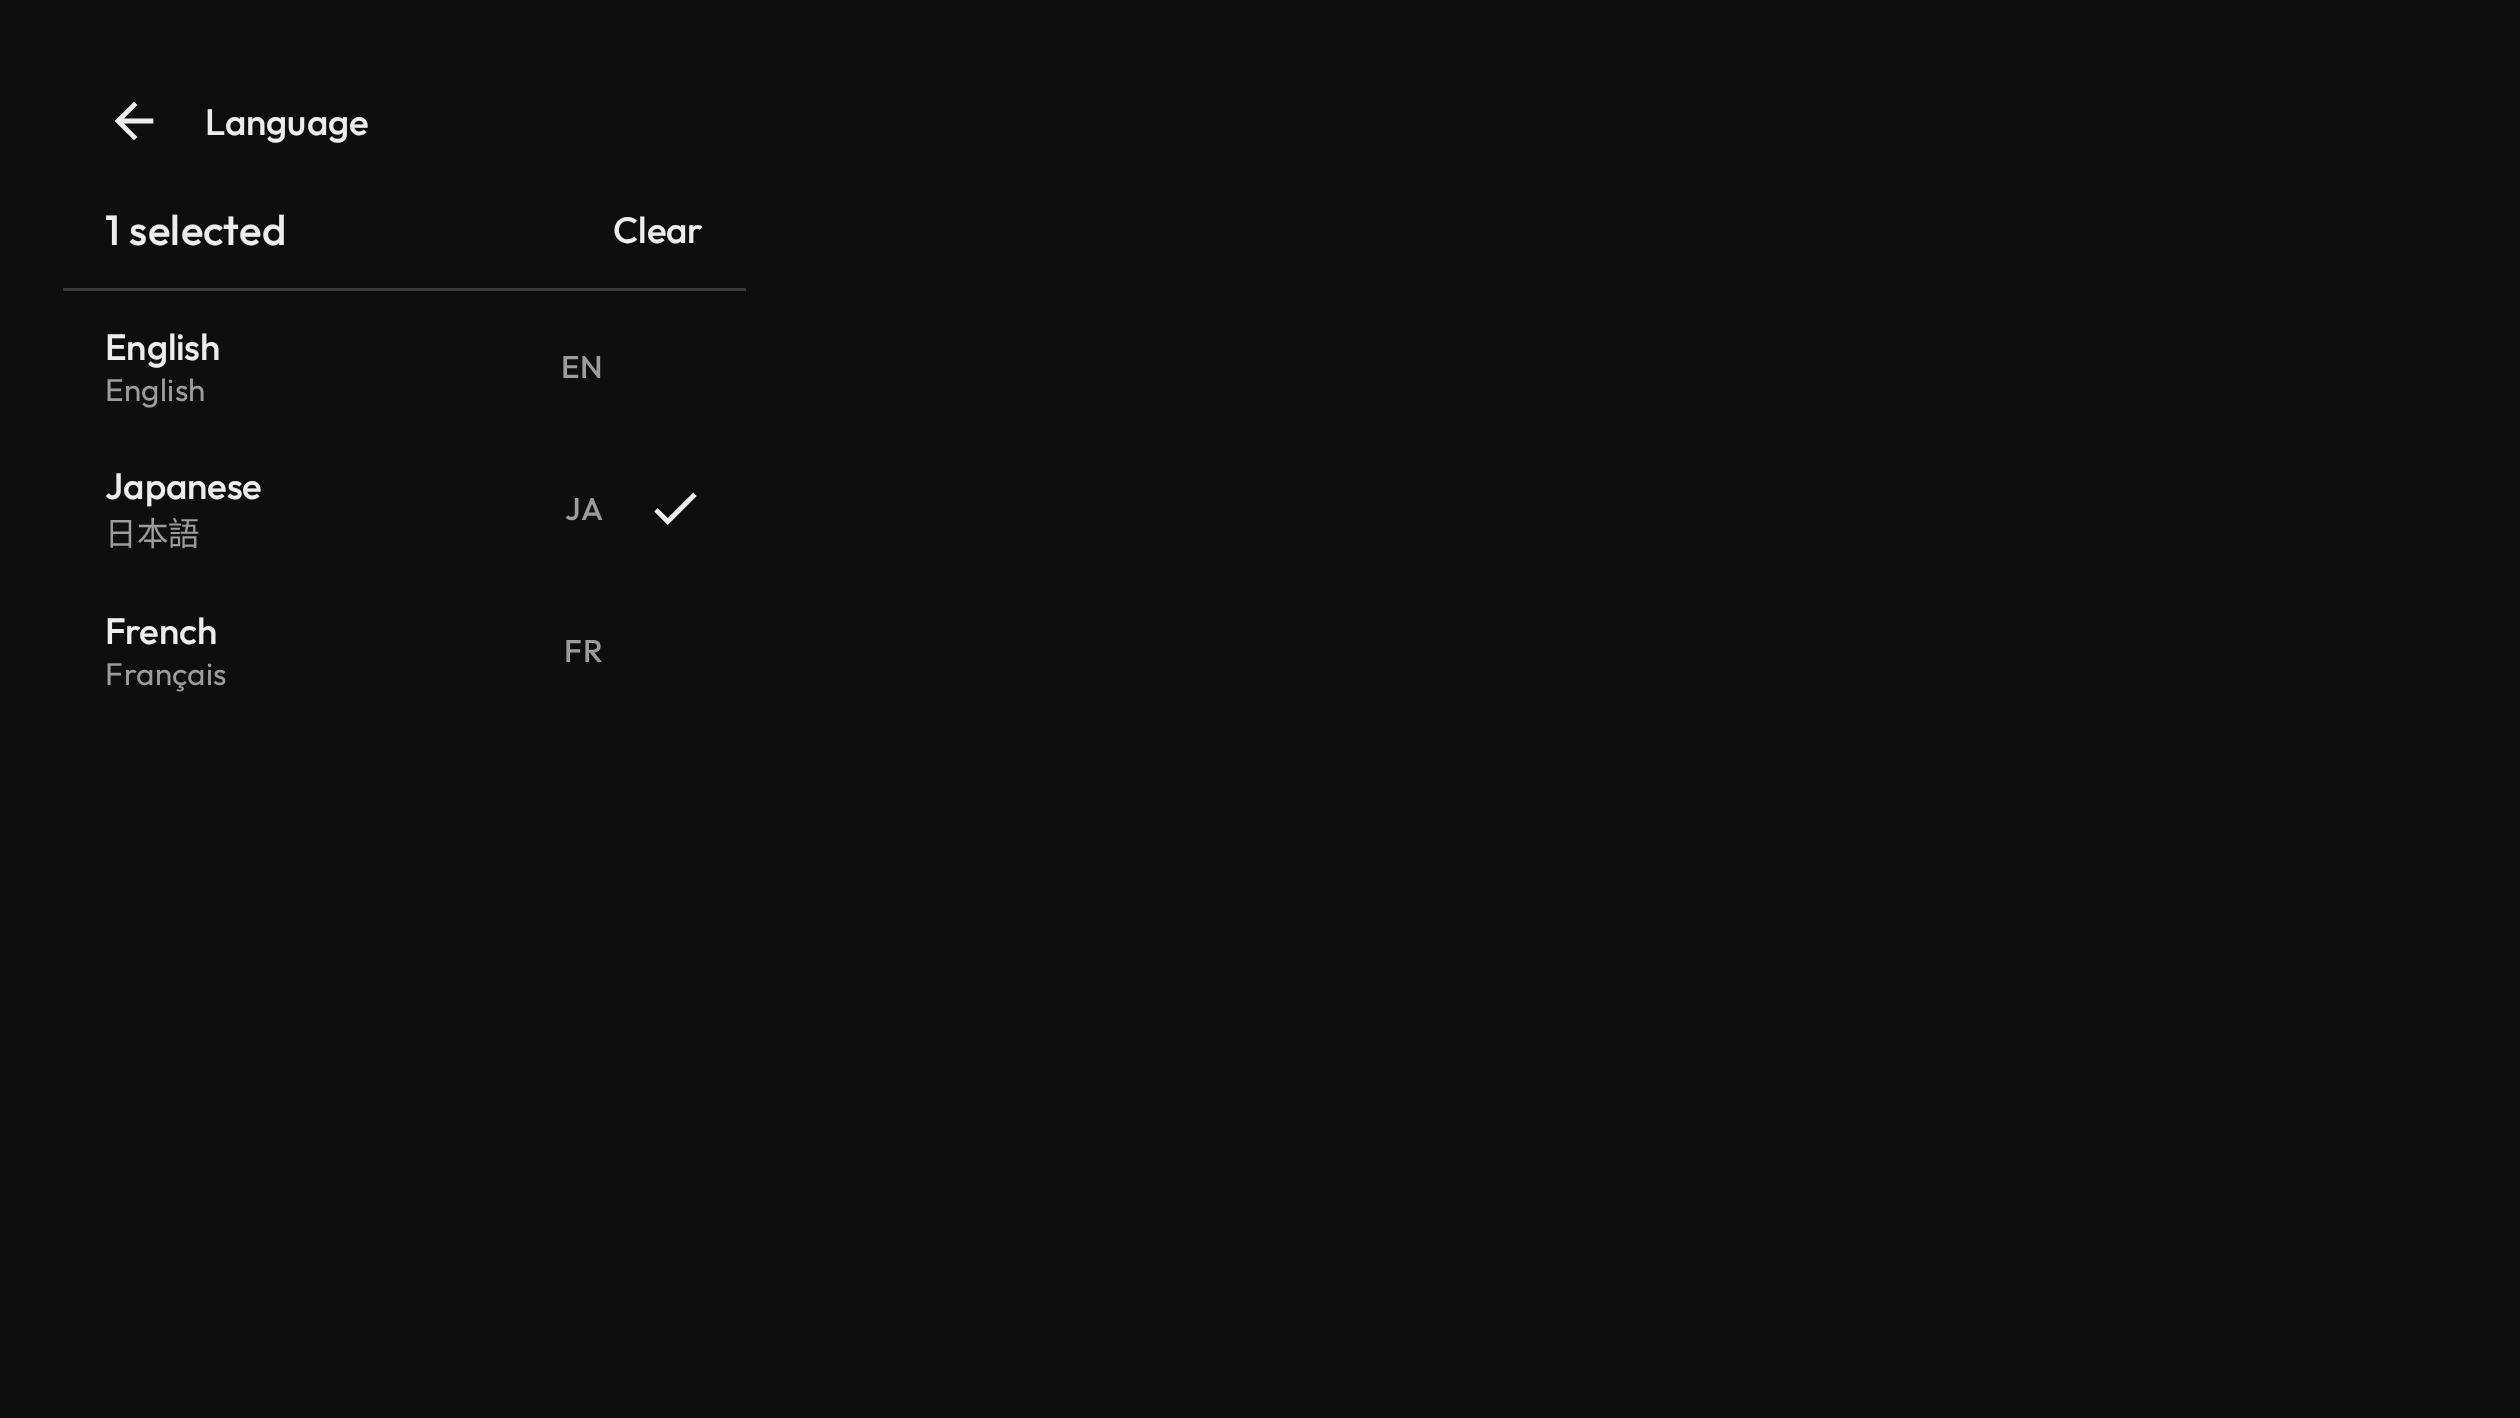 Language
1 selected
Clear
English
English
EN
Japanese
日本語
JA
French
Français
FR